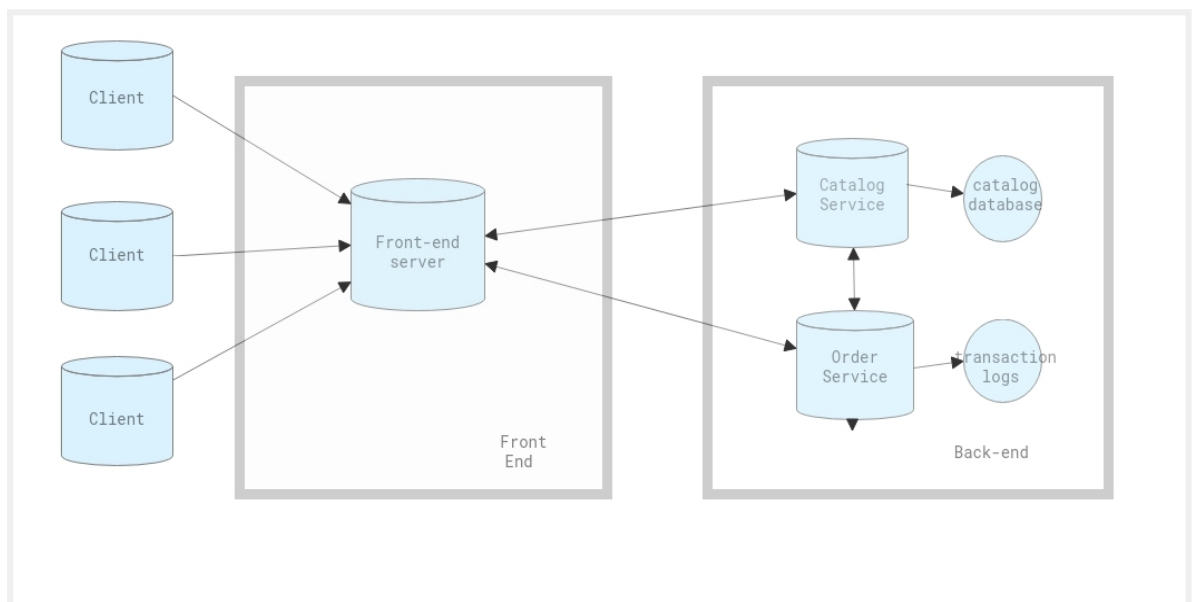 Client
Client
Client
Front-end
server
Front
End
Catalog
Service
catalog
database
Order
Service
transaction
logs
Back-end